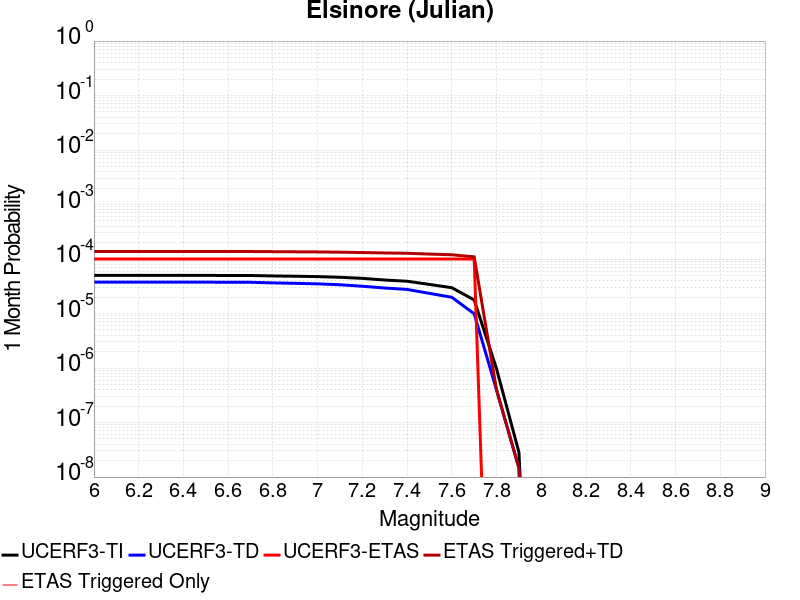 Elsinore (Julian)
10^0
10^-1
10^-2
10^-3
10^-4
10^-5
10^-6
10^-7
10^-8
1 Month Probability
6 6.2 6.4 6.6 6.8 7 7.2 7.4 7.6 7.8 8 8.2 8.4 8.6 8.8 9
Magnitude
UCERF3-TI UCERF3-TD UCERF3-ETAS ETAS Triggered+TD
ETAS Triggered Only